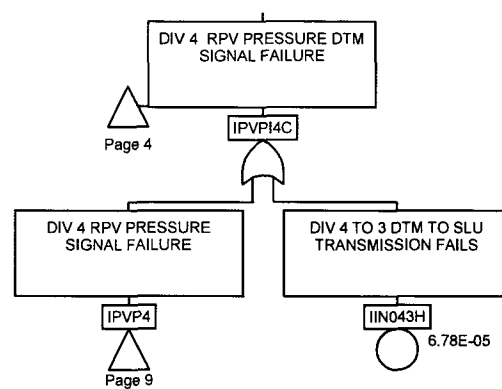 DIV 4 RPV PRESSURE DTM
SIGNAL FAILURE
Page 4
IPVPI4C
DIV 4 RPV PRESSURE
SIGNAL FAILURE
DIV 4 TO 3 DTM TO SLU
TRANSMISSION FAILS
IPVP4
IIN043H
6.78E-05
Page 9